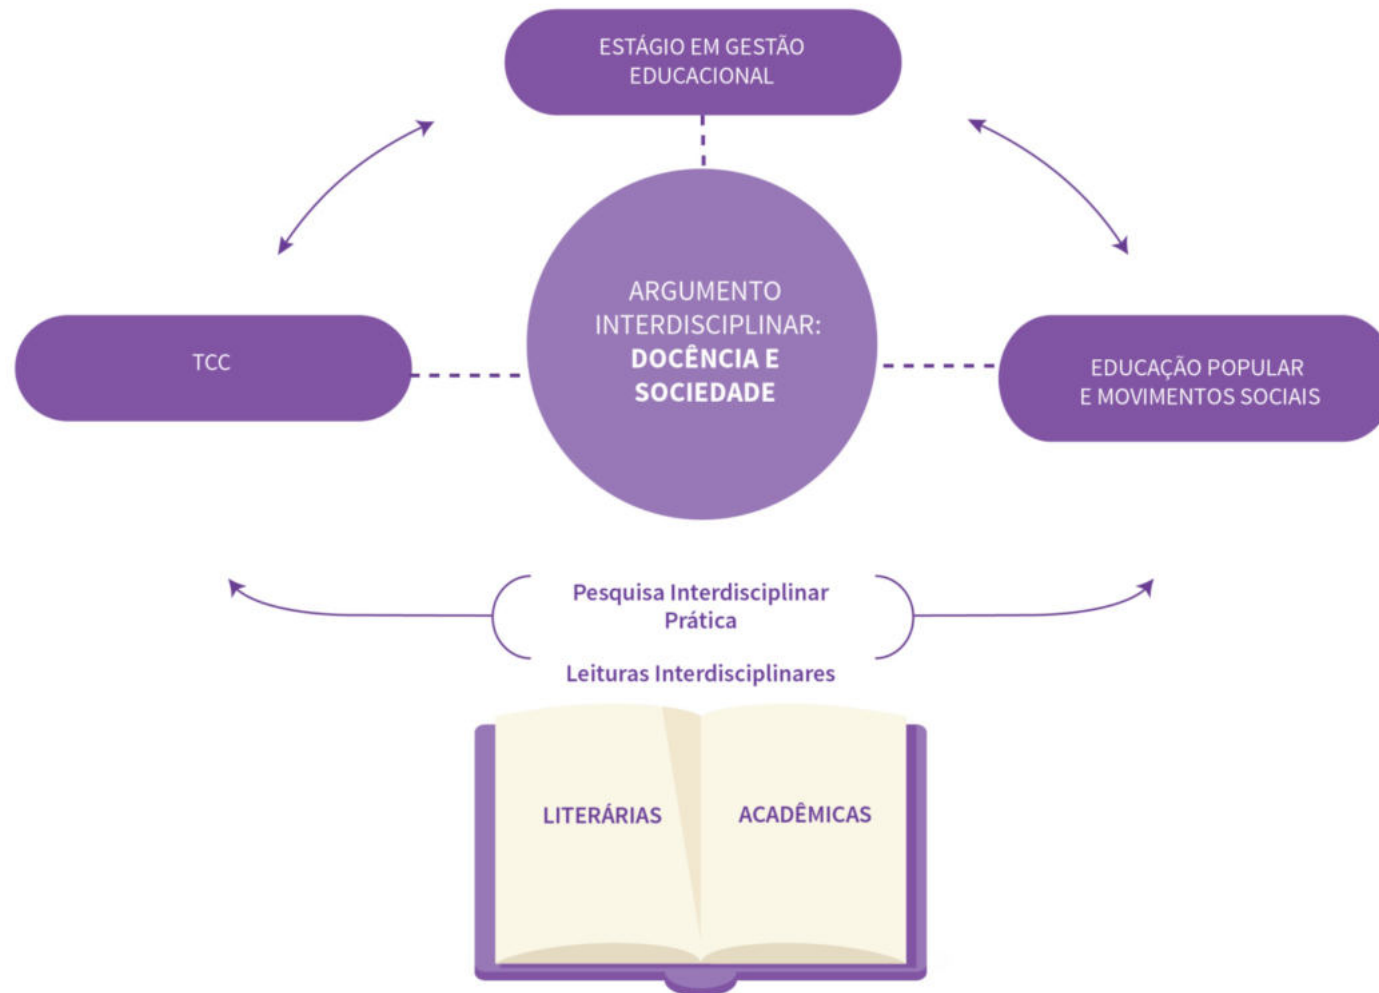 ESTÁGIO EM GESTÃO
EDUCACIONAL
ARGUMENTO
INTERDISCIPLINAR:
DOCÊNCIA E
SOCIEDADE
TCC
EDUCAÇÃO POPULAR
E MOVIMENTOS SOCIAIS
Pesquisa Interdisciplinar
Prática
Leituras Interdisciplinares
LITERÁRIAS
ACADÊMICAS